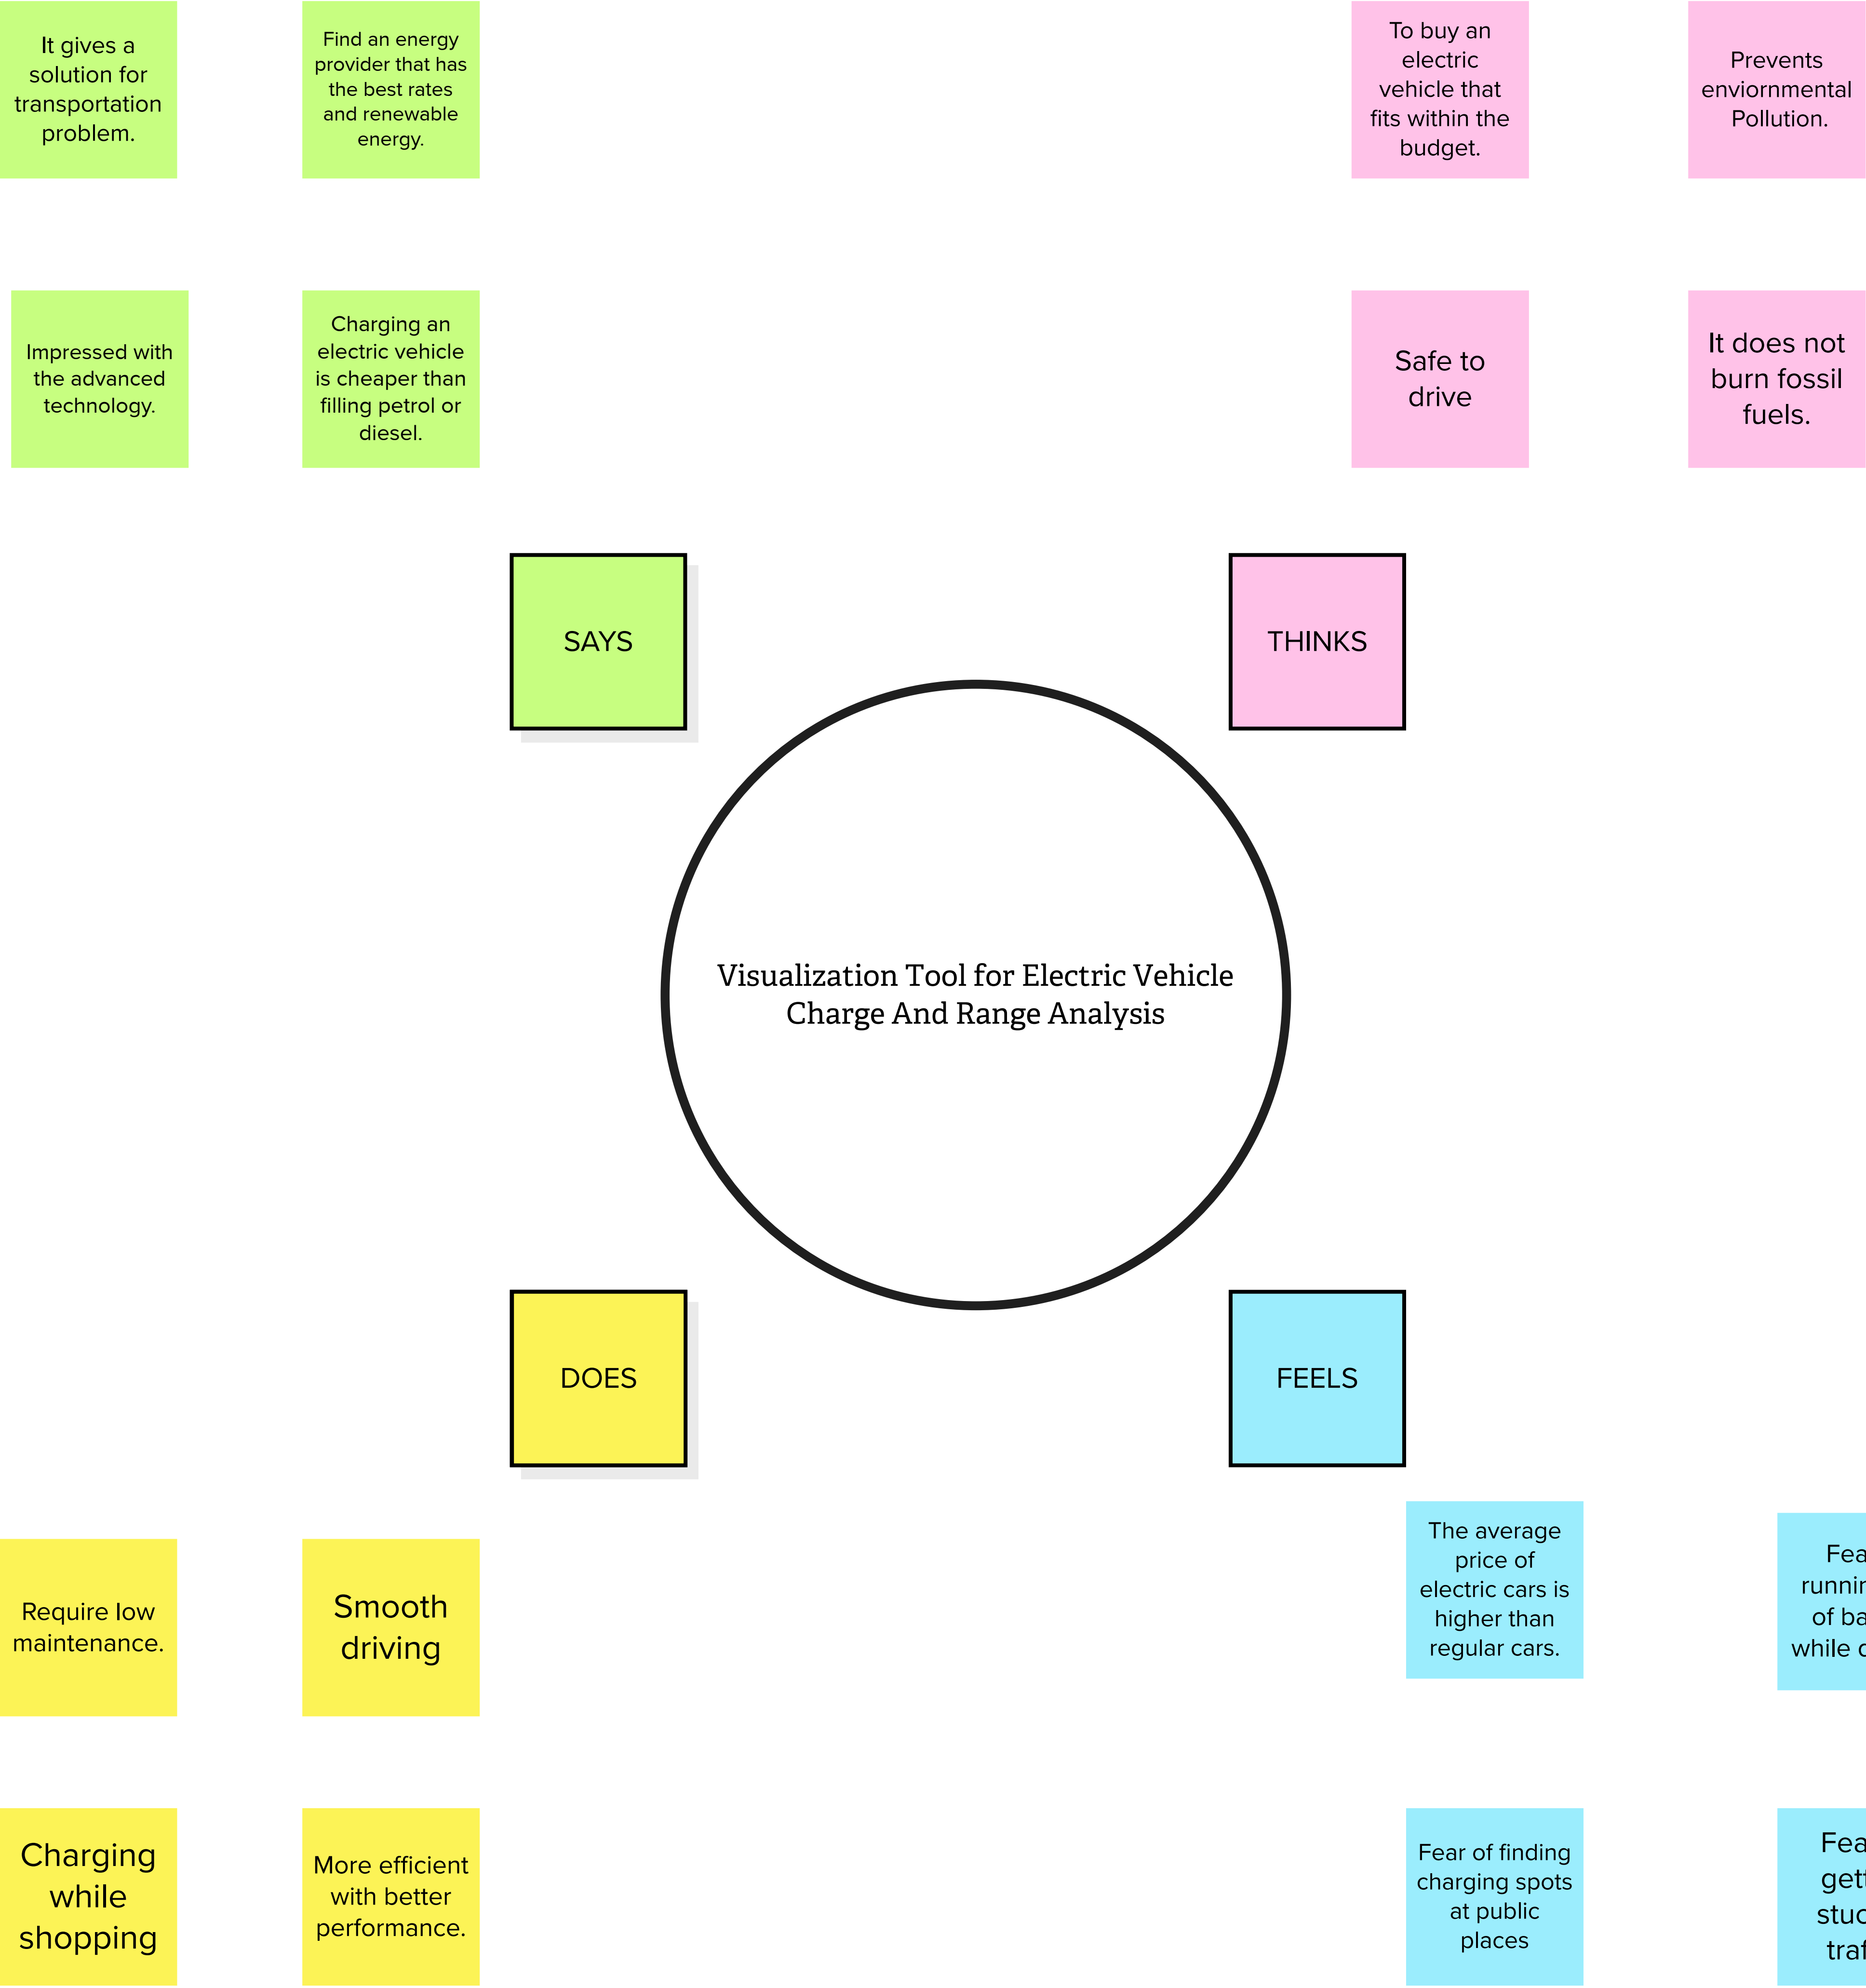 It gives a
solution for
transportation
problem.
Find an energy
provider that has
the best rates
and renewable
energy.
To buy an
electric
vehicle that
fits within the
budget.
Prevents
enviornmental
Pollution.
Impressed with
the advanced
technology.
Charging an
electric vehicle
is cheaper than
filling petrol or
diesel.
Safe to
drive
It does not
burn fossil
fuels.
SAYS
THINKS
Visualization Tool for Electric Vehicle
Charge And Range Analysis
DOES
FEELS
Require low
maintenance.
Smooth
driving
The average
price of
electric cars is
higher than
regular cars.
of
while
Charging
while
shopping
More efficient
with better
performance.
Fear of finding
charging spots
at public
places